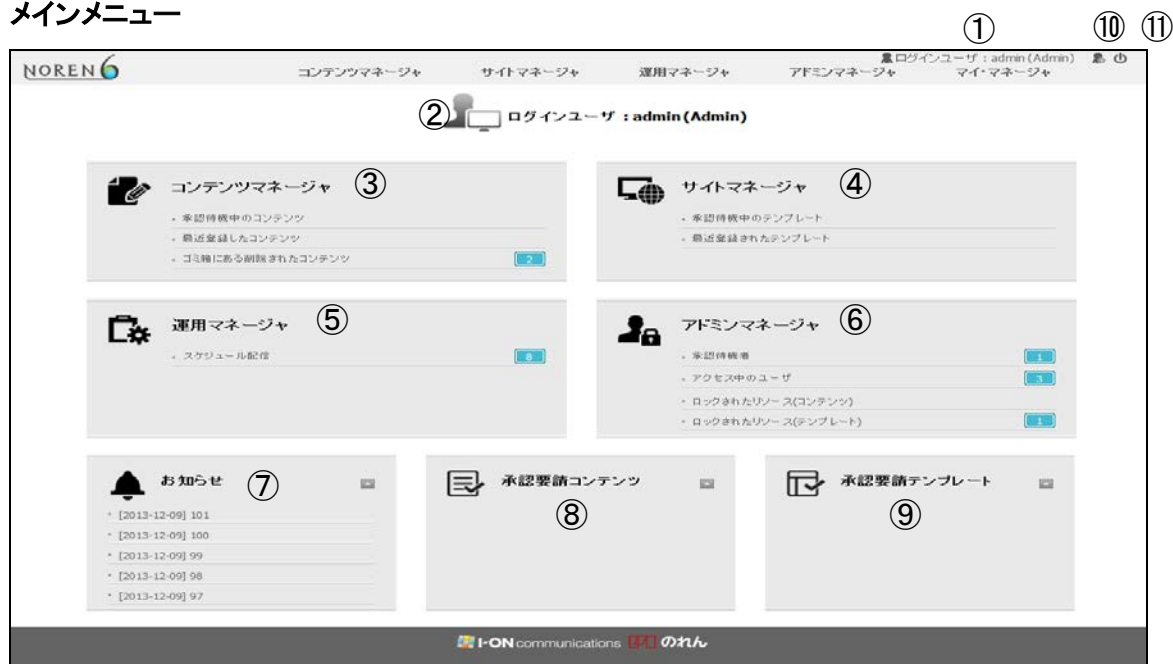 メインメニュー
① ⑩ ⑪
NOREN6
ログインユーザ : admin (Admin)
コンテンツマネージャ サイトマネージャ 運用マネージャ アドミンマネージャ マイ・マネージャ
② ログインユーザ : admin (Admin)
コンテンツマネージャ ③
・承認待機中のコンテンツ
・最近登録したコンテンツ
・ゴミ箱にある削除されたコンテンツ 2
サイトマネージャ ④
・承認待機中のテンプレート
・最近登録されたテンプレート
運用マネージャ ⑤
・スケジュール配信 8
アドミンマネージャ ⑥
・承認待機者 1
・アクセス中のユーザ 3
・ロックされたリソース(コンテンツ)
・ロックされたリソース(テンプレート) 1
お知らせ ⑦
・[2013-12-09] 101
・[2013-12-09] 100
・[2013-12-09] 99
・[2013-12-09] 98
・[2013-12-09] 97
承認要請コンテンツ
⑧
承認要請テンプレート
⑨
I-ON communications のれん